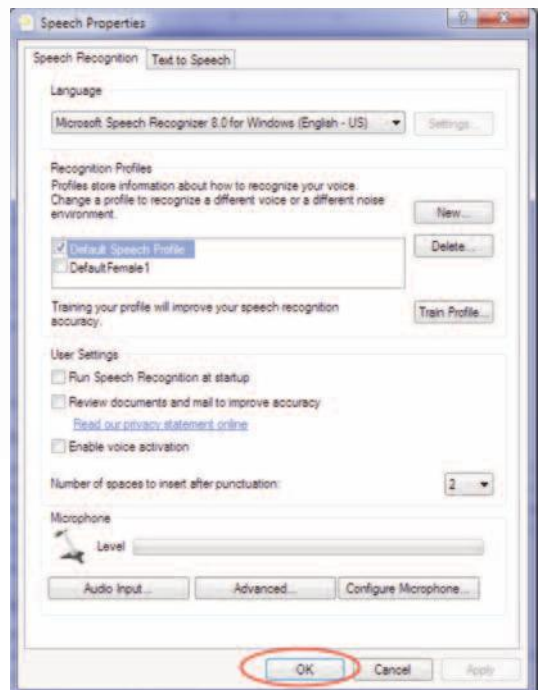 Speech Properties
Speech Recognition Text to Speech
Language
Microsoft Speech Recognizer 8.0 for Windows (English - US) Settings...
Recognition Profiles
Profiles store information about how to recognize your voice.
Change a profile to recognize a different voice or a different noise
environment.
New...
Default Speech Profile Delete...
DefaultFemale1
Training your profile will improve your speech recognition
accuracy.
Train Profile...
User Settings
Run Speech Recognition at startup
Review documents and mail to improve accuracy
Read our privacy statement online
Enable voice activation
Number of spaces to insert after punctuation: 2
Microphone
Level
Audio Input... Advanced... Configure Microphone...
OK Cancel Apply